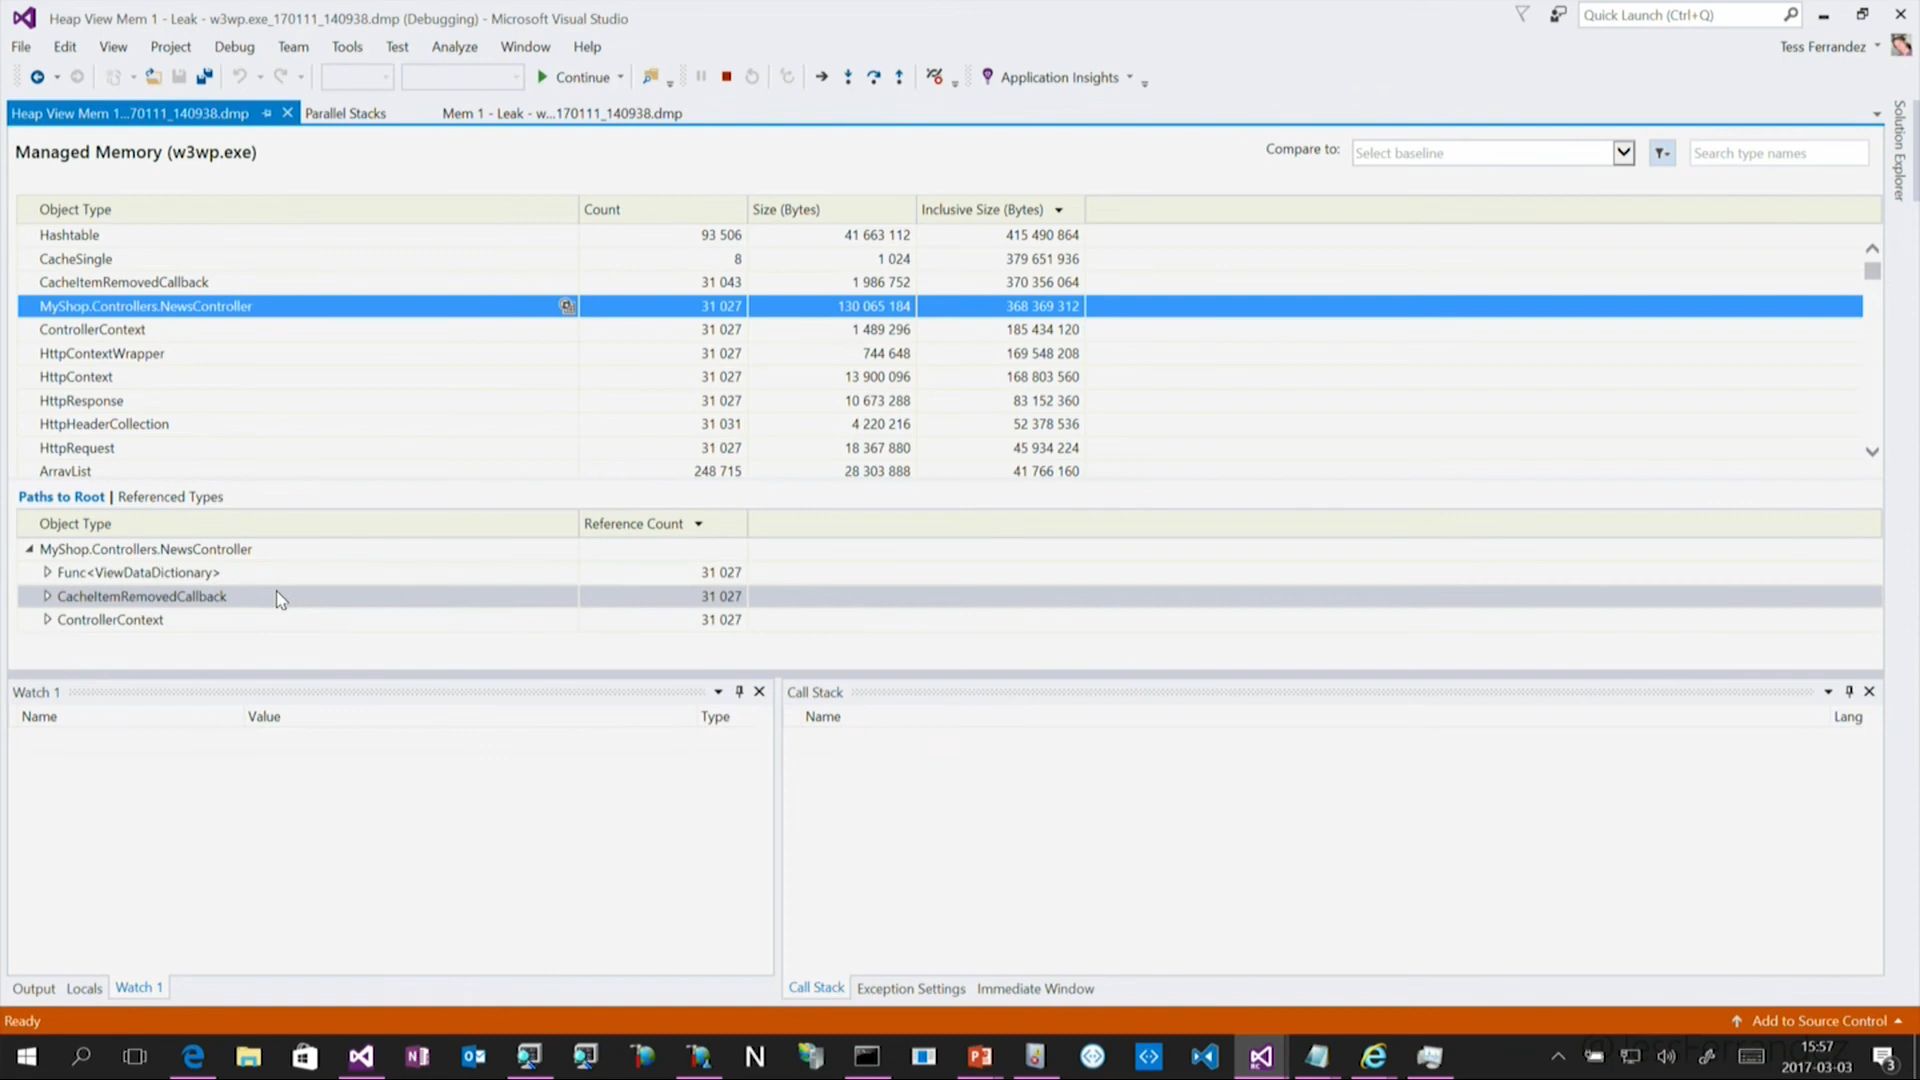 Heap View Mem 1 - Leak - w3wp.exe_170111_140938.dmp (Debugging) - Microsoft Visual Studio
Quick Launch (Ctrl+Q)
File Edit View Project Debug Team Tools Test Analyze Window Help
Tess Ferrandez
Continue
Application Insights
Heap View Mem 1...70111_140938.dmp
Parallel Stacks
Mem 1 - Leak - w...170111_140938.dmp
Solution Explorer
Managed Memory (w3wp.exe)
Compare to:
Select baseline
Search type names
Object Type Count Size (Bytes) Inclusive Size (Bytes)
Hashtable 93 506 41 663 112 415 490 864
CacheSingle 8 1 024 379 651 936
CacheItemRemovedCallback 31 043 1 986 752 370 356 064
MyShop.Controllers.NewsController 31 027 130 065 184 368 369 312
ControllerContext 31 027 1 489 296 185 434 120
HttpContextWrapper 31 027 744 648 169 548 208
HttpContext 31 027 13 900 096 168 803 560
HttpResponse 31 027 10 673 288 83 152 360
HttpHeaderCollection 31 031 4 220 216 52 378 536
HttpRequest 31 027 18 367 880 45 934 224
ArrayList 248 715 28 303 888 41 766 160
Paths to Root | Referenced Types
Object Type Reference Count
MyShop.Controllers.NewsController
Func<ViewDataDictionary> 31 027
CacheItemRemovedCallback 31 027
ControllerContext 31 027
Watch 1
Name Value Type
Call Stack
Name Lang
Output Locals Watch 1
Call Stack Exception Settings Immediate Window
Ready
Add to Source Control
@TessFerrandez
15:57
2017-03-03
3